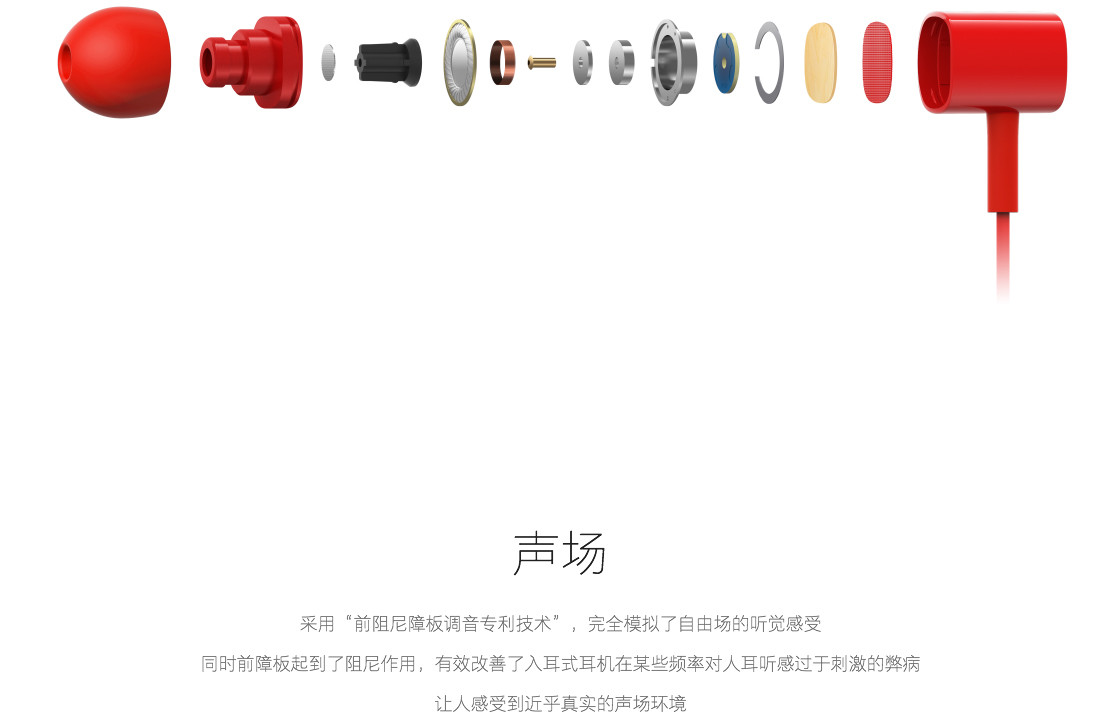 声场
采用“前阻尼障板调音专利技术”，完全模拟了自由场的听觉感受
同时前障板起到了阻尼作用，有效改善了入耳式耳机在某些频率对人耳听感过于刺激的弊病
让人感受到近乎真实的声场环境